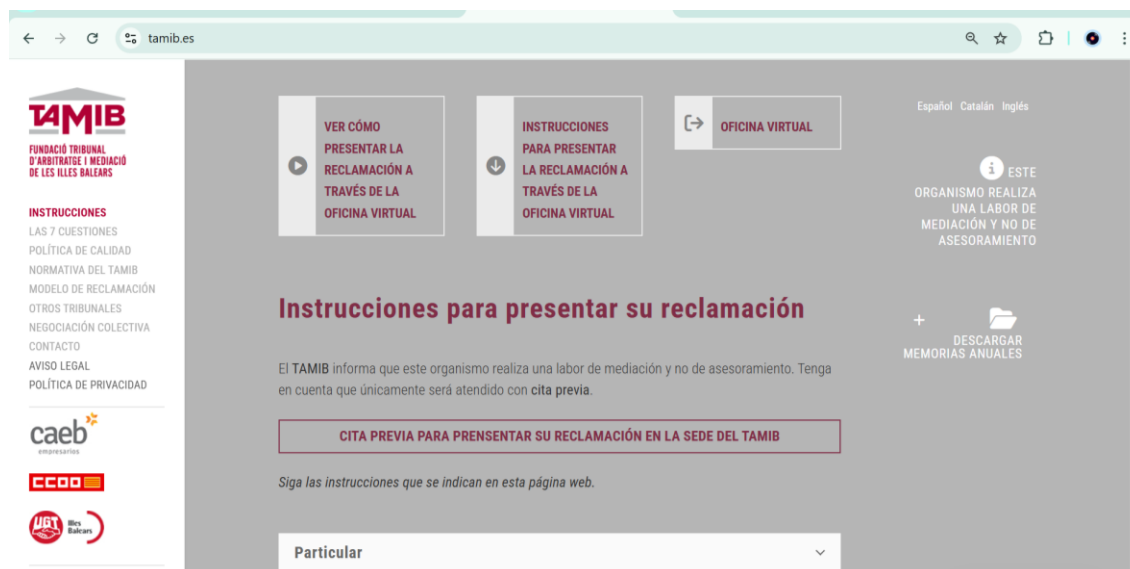 tamib.es
TAMIB
FUNDACIÓ TRIBUNAL
D'ARBITRATGE I MEDIACIÓ
DE LES ILLES BALEARS
INSTRUCCIONES
LAS 7 CUESTIONES
POLÍTICA DE CALIDAD
NORMATIVA DEL TAMIB
MODELO DE RECLAMACIÓN
OTROS TRIBUNALES
NEGOCIACIÓN COLECTIVA
CONTACTO
AVISO LEGAL
POLÍTICA DE PRIVACIDAD
caeb
empresarios
CCOO
UGT
Illes
Balears
VER CÓMO
PRESENTAR LA
RECLAMACIÓN A
TRAVÉS DE LA
OFICINA VIRTUAL
INSTRUCCIONES
PARA PRESENTAR
LA RECLAMACIÓN A
TRAVÉS DE LA
OFICINA VIRTUAL
OFICINA VIRTUAL
Instrucciones para presentar su reclamación
El TAMIB informa que este organismo realiza una labor de mediación y no de asesoramiento. Tenga
en cuenta que únicamente será atendido con cita previa.
CITA PREVIA PARA PRENSENTAR SU RECLAMACIÓN EN LA SEDE DEL TAMIB
Siga las instrucciones que se indican en esta página web.
Particular
Español Catalán Inglés
i ESTE
ORGANISMO REALIZA
UNA LABOR DE
MEDIACIÓN Y NO DE
ASESORAMIENTO
+
DESCARGAR
MEMORIAS ANUALES